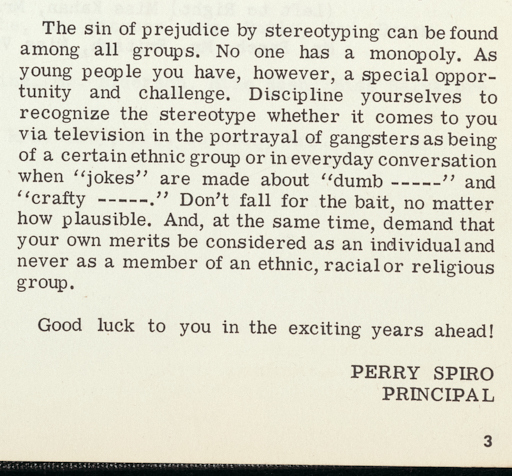 The sin of prejudice by stereotyping can be found
among all groups. No one has a monopoly. As
young people you have, however, a special oppor-
tunity and challenge. Discipline yourselves to
recognize the stereotype whether it comes to you
via television in the portrayal of gangsters as being
of a certain ethnic group or in everyday conversation
when "jokes" are made about "dumb -----" and
"crafty -----." Don't fall for the bait, no matter
how plausible. And, at the same time, demand that
your own merits be considered as an individual and
never as a member of an ethnic, racial or religious
group.
Good luck to you in the exciting years ahead!
PERRY SPIRO
PRINCIPAL
3